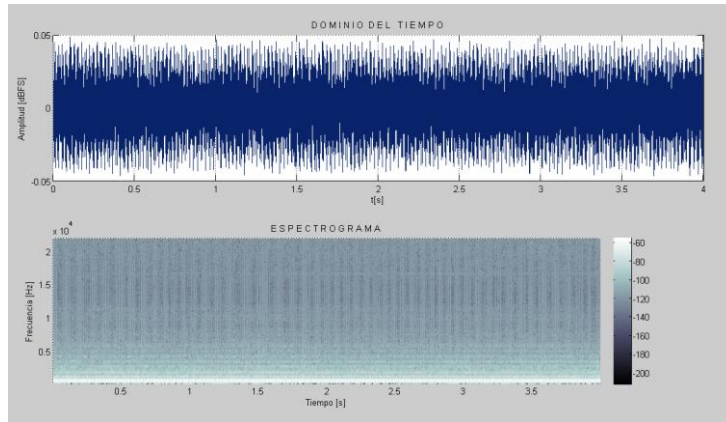 DOMINIO DEL TIEMPO
0.05
0
-0.05
Amplitud [dBFS]
0 0.5 1 1.5 2 2.5 3 3.5 4
t[s]
x 10⁴
ESPECTROGRAMA
2
1.5
1
0.5
Frecuencia [Hz]
0.5 1 1.5 2 2.5 3 3.5
Tiempo [s]
-60
-80
-100
-120
-140
-160
-180
-200